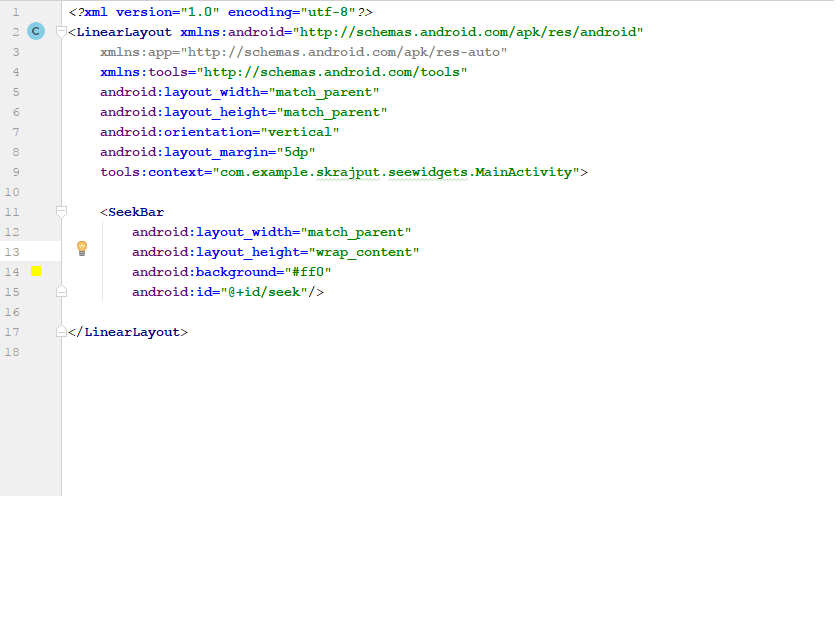 1 <?xml version="1.0" encoding="utf-8"?>
2 C <LinearLayout xmlns:android="http://schemas.android.com/apk/res/android"
3 xmlns:app="http://schemas.android.com/apk/res-auto"
4 xmlns:tools="http://schemas.android.com/tools"
5 android:layout_width="match_parent"
6 android:layout_height="match_parent"
7 android:orientation="vertical"
8 android:layout_margin="5dp"
9 tools:context="com.example.skrajput.seewidgets.MainActivity">
10
11 <SeekBar
12 android:layout_width="match_parent"
13 android:layout_height="wrap_content"
14 android:background="#ff0"
15 android:id="@+id/seek"/>
16
17 </LinearLayout>
18